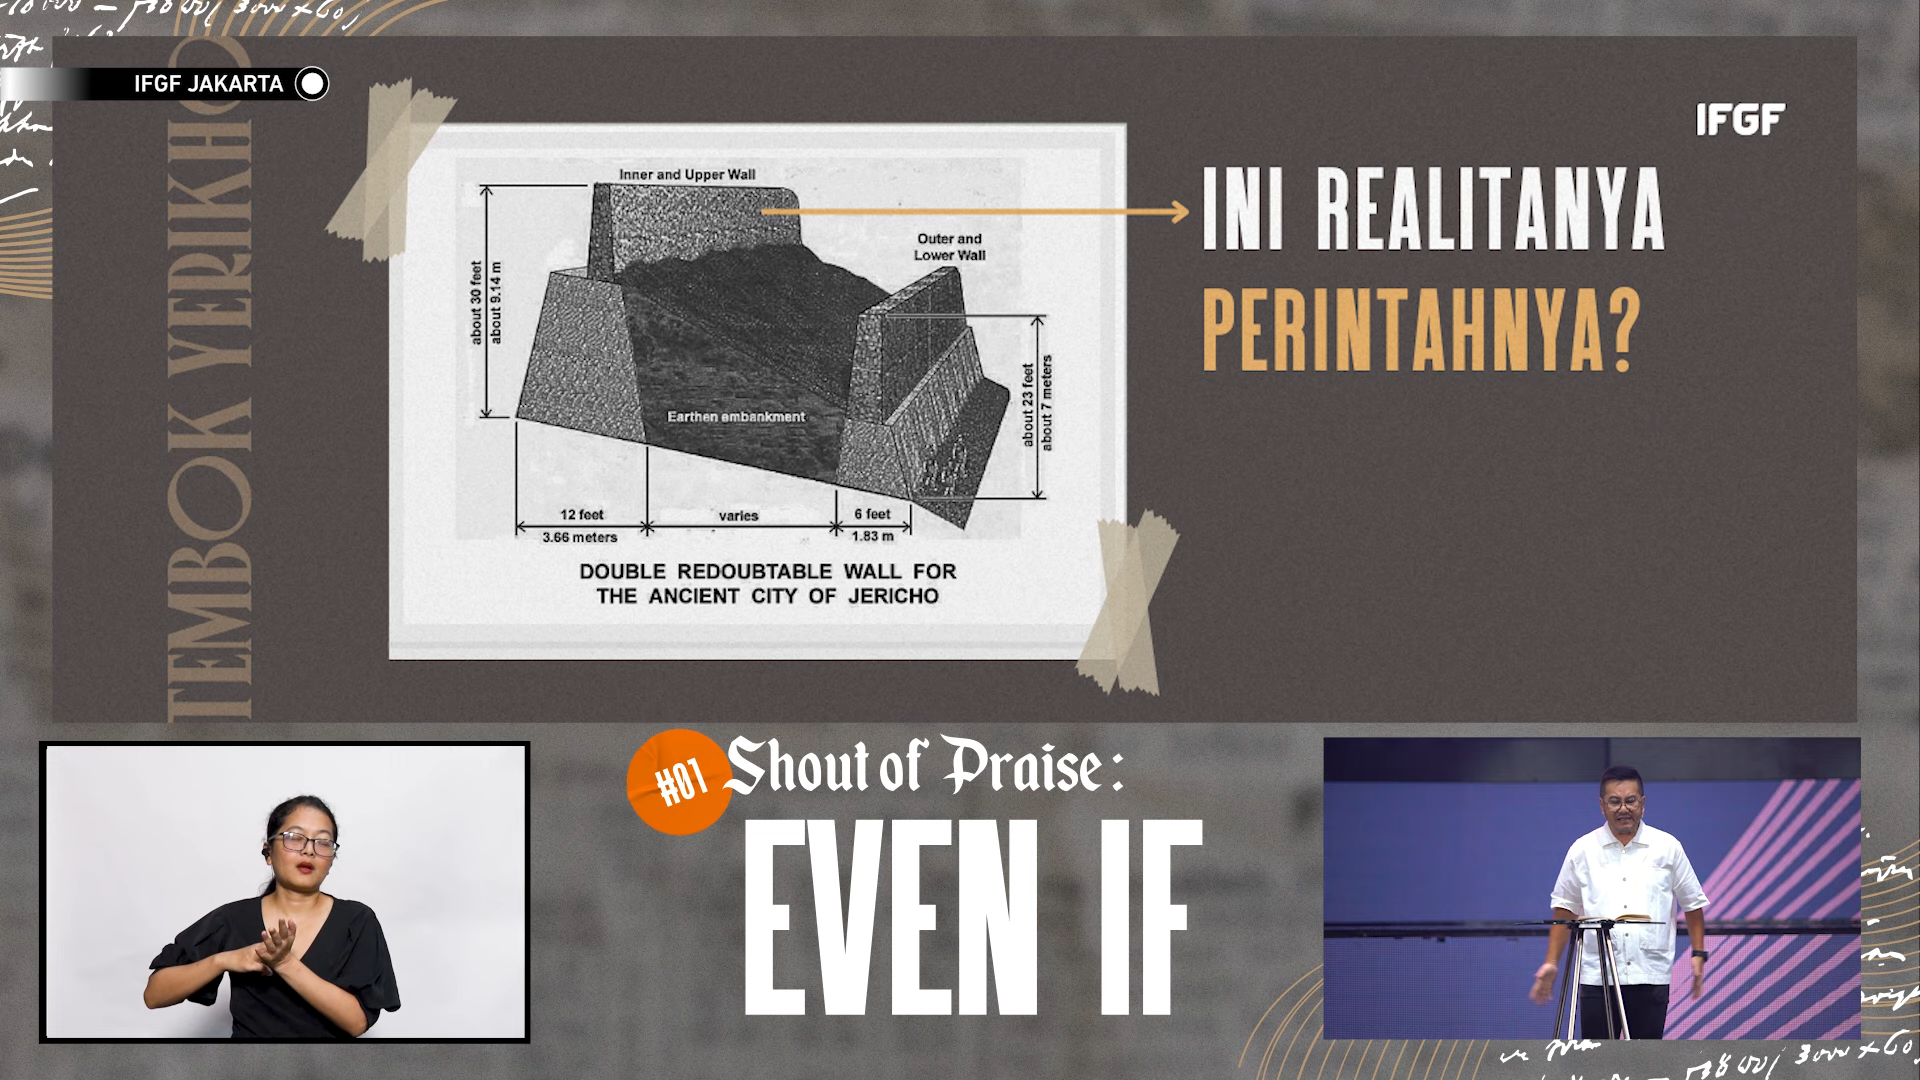 IFGF JAKARTA
TEMBOK YERIKHO
IFGF
Inner and Upper Wall
Outer and
Lower Wall
about 30 feet
about 9.14 m
Earthen embankment
about 23 feet
about 7 meters
12 feet
3.66 meters
varies
6 feet
1.83 m
DOUBLE REDOUBTABLE WALL FOR
THE ANCIENT CITY OF JERICHO
INI REALITANYA
PERINTAHNYA?
#01
Shout of Praise:
EVEN IF